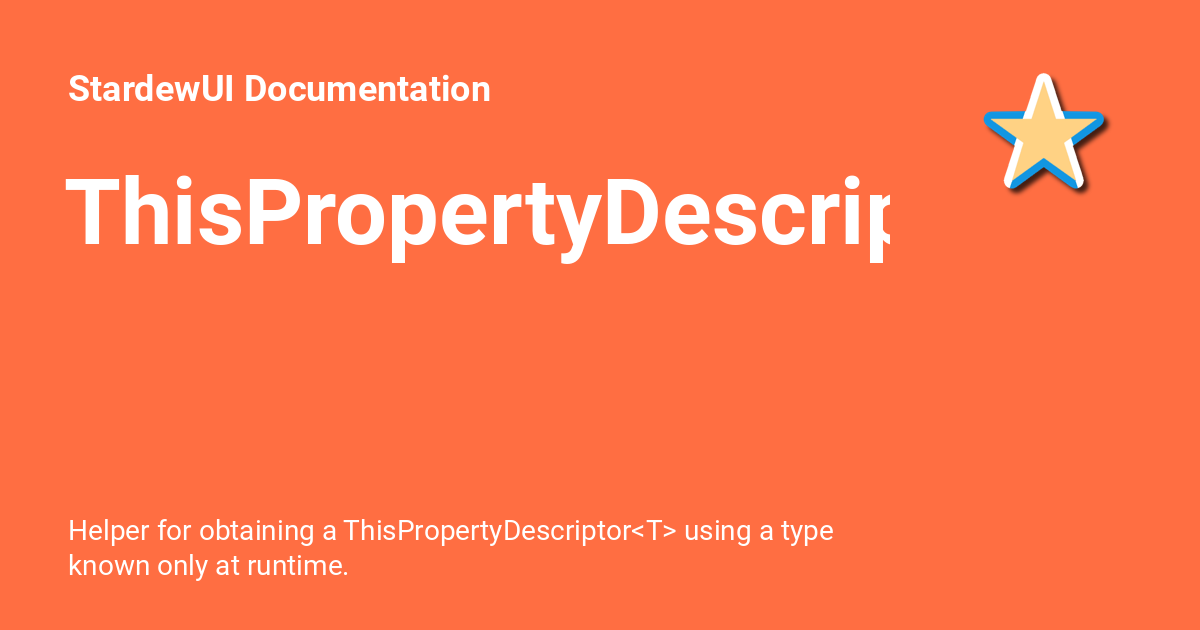 StardewUI Documentation
ThisPropertyDescrip
Helper for obtaining a ThisPropertyDescriptor<T> using a type
known only at runtime.